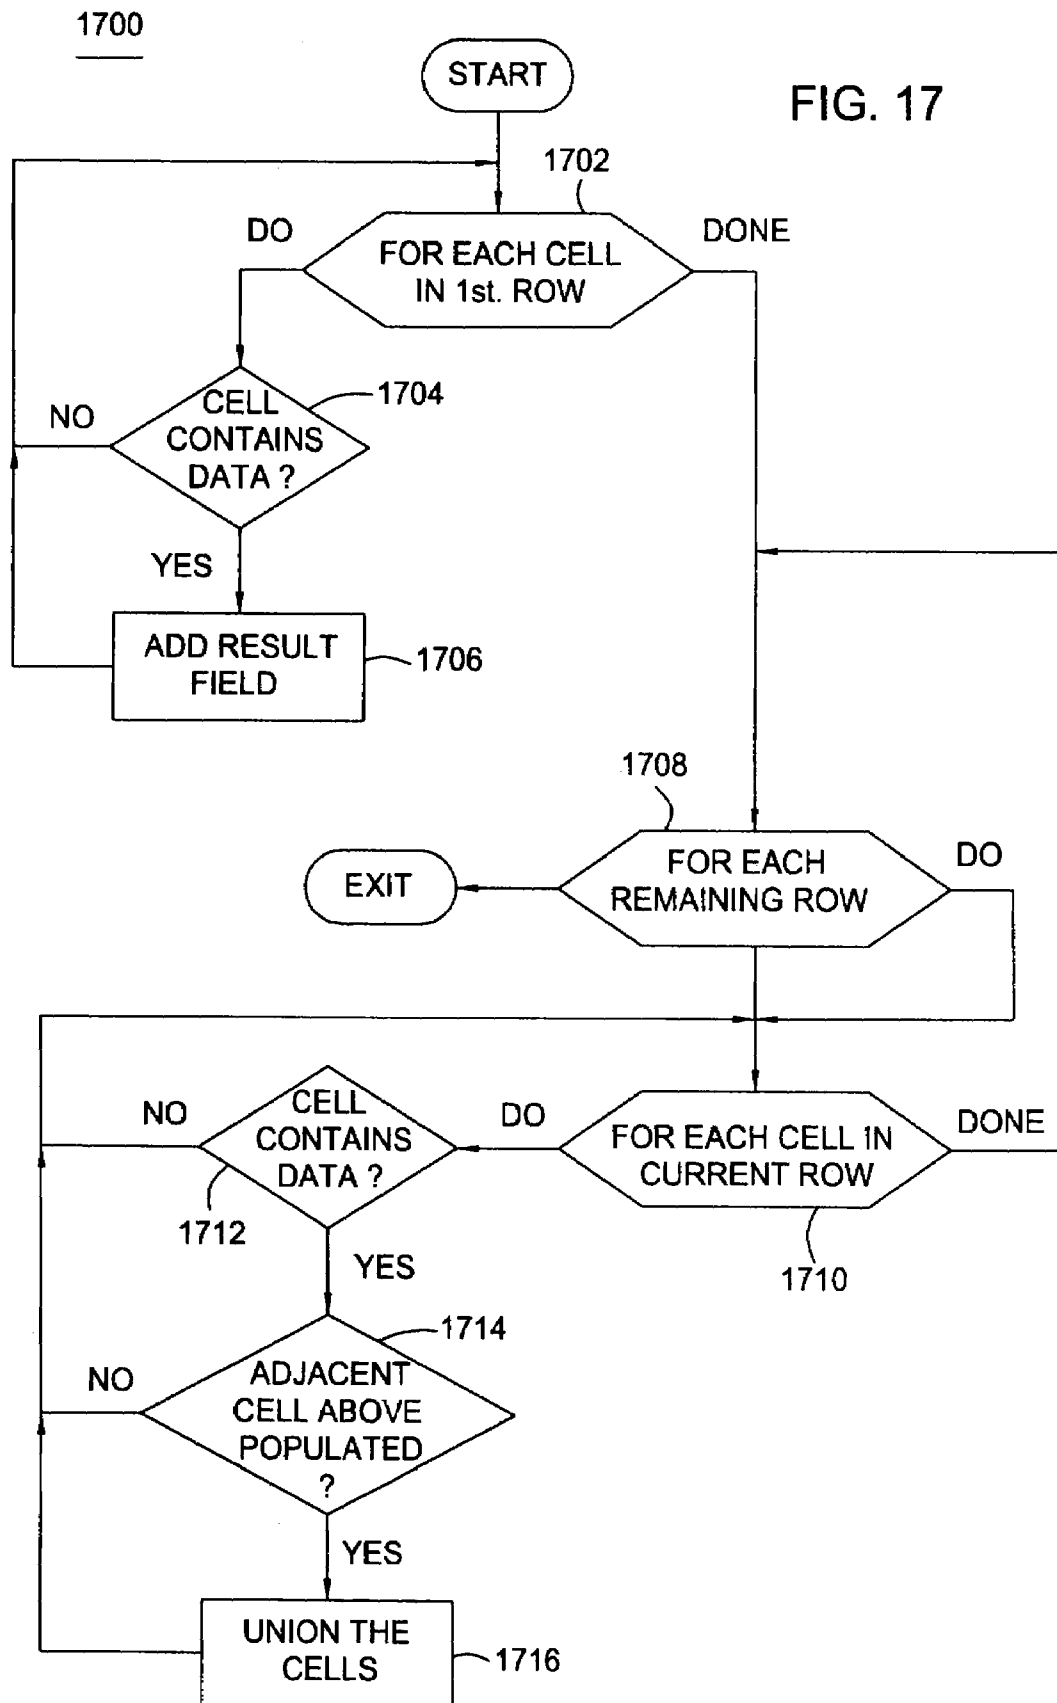 1700
START
FIG. 17
1702
DO
DONE
FOR EACH CELL
IN 1st. ROW
1704
NO
CELL
CONTAINS
DATA ?
YES
ADD RESULT
FIELD
1706
1708
FOR EACH
REMAINING ROW
DO
EXIT
NO
CELL
CONTAINS
DATA ?
DO
FOR EACH CELL IN
CURRENT ROW
DONE
1712
1710
YES
1714
NO
ADJACENT
CELL ABOVE
POPULATED
?
YES
UNION THE
CELLS
1716